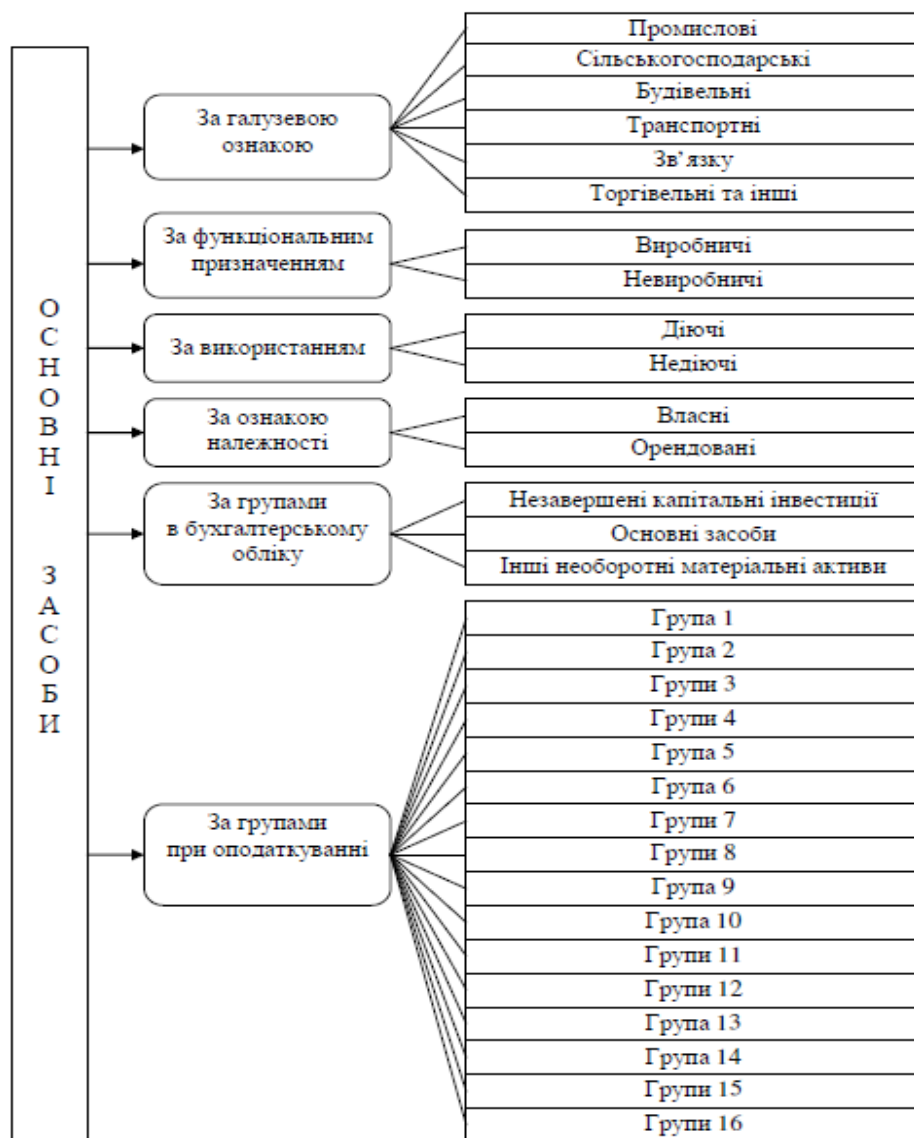 ОСНОВНІ ЗАСОБИ
За галузевою
ознакою
Промислові
Сільськогосподарські
Будівельні
Транспортні
Зв’язку
Торгівельні та інші
За функціональним
призначенням
Виробничі
Невиробничі
За використанням
Діючі
Недіючі
За ознакою
належності
Власні
Орендовані
За групами
в бухгалтерському
обліку
Незавершені капітальні інвестиції
Основні засоби
Інші необоротні матеріальні активи
За групами
при оподаткуванні
Група 1
Група 2
Групи 3
Групи 4
Група 5
Група 6
Групи 7
Групи 8
Група 9
Група 10
Групи 11
Групи 12
Група 13
Група 14
Групи 15
Групи 16